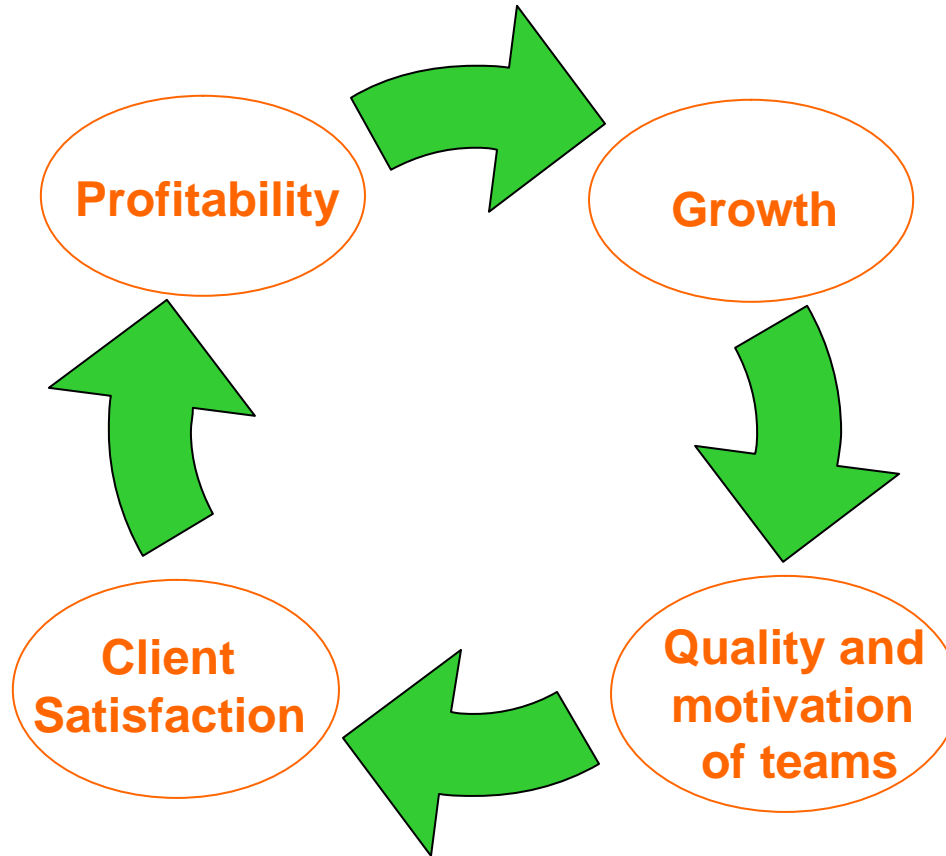 Profitability
Growth
Client
Satisfaction
Quality and
motivation
of teams